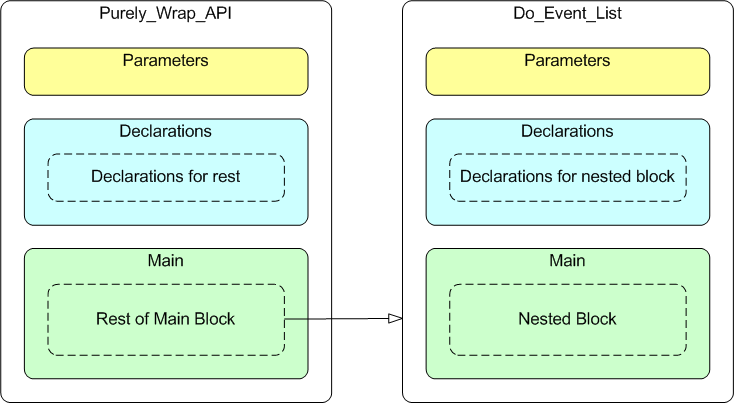 Purely_Wrap_API
Parameters
Declarations
Declarations for rest
Main
Rest of Main Block
Do_Event_List
Parameters
Declarations
Declarations for nested block
Main
Nested Block